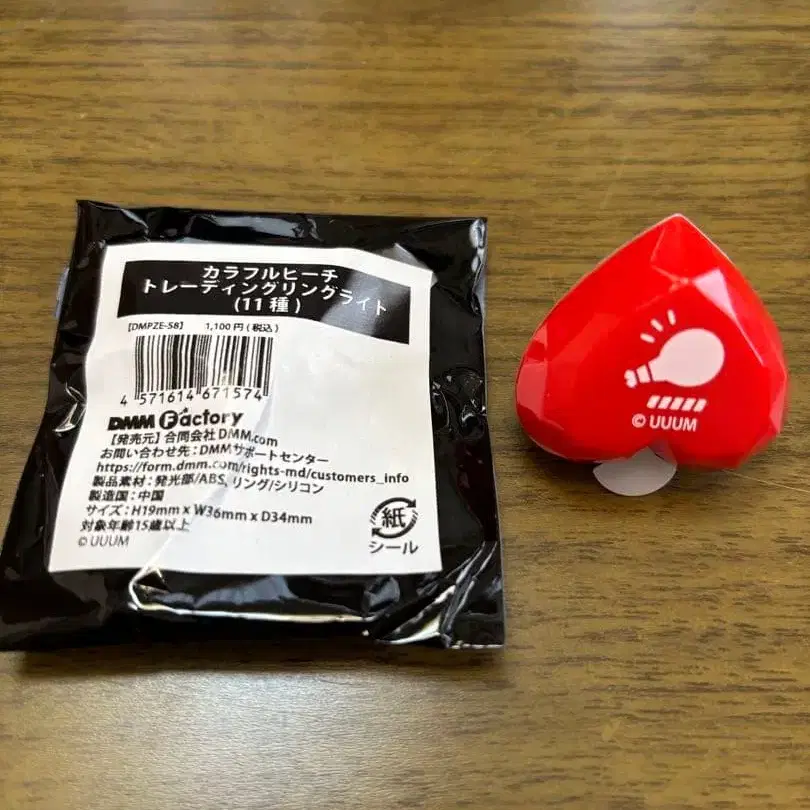 カラフルピーチ
トレーディングリングライト
(11種)
【DMPZE-58】 1,100円(税込)
4 571614 671574
DMM Factory
【発売元】合同会社DMM.com
お問い合わせ先:DMMサポートセンター
https://form.dmm.com/rights-md/customers_info
製品素材:発光部/ABS、リング/シリコン
製造国:中国
サイズ:H19mm x W36mm x D34mm
対象年齢15歳以上
© UUUM
紙
シール
© UUUM